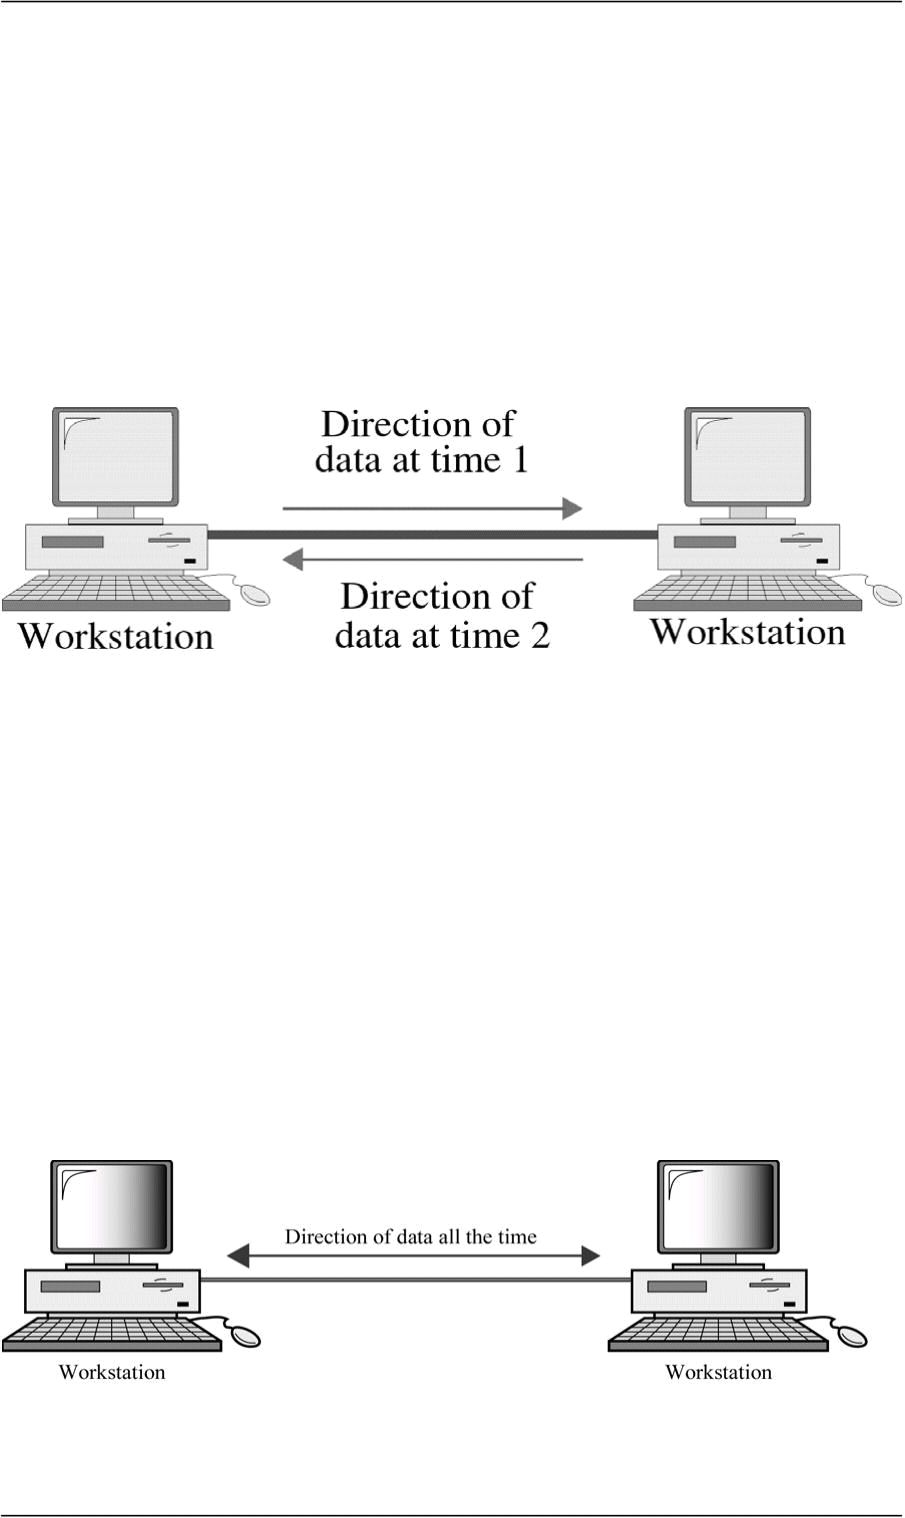 Direction of
data at time 1
Direction of
data at time 2
Workstation
Workstation
Direction of data all the time
Workstation
Workstation